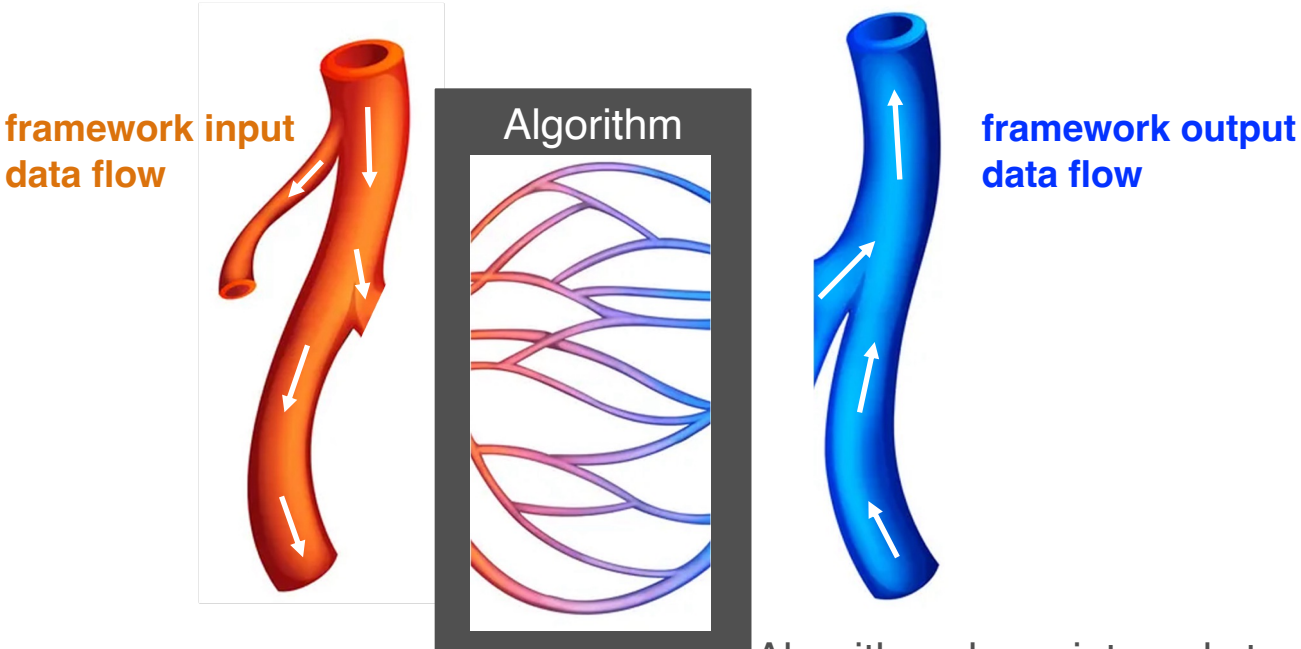 framework input
data flow
Algorithm
framework output
data flow